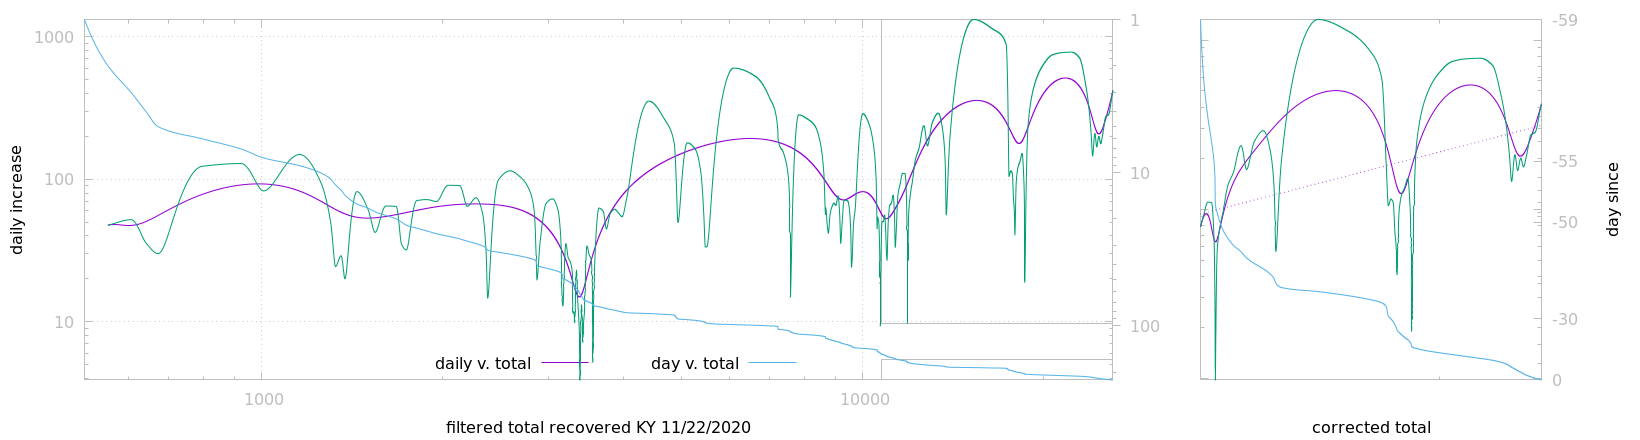 1000
100
10
daily increase
1000
10000
1
10
100
daily v. total
day v. total
filtered total recovered KY 11/22/2020
-59
-55
-50
-30
0
day since
corrected total